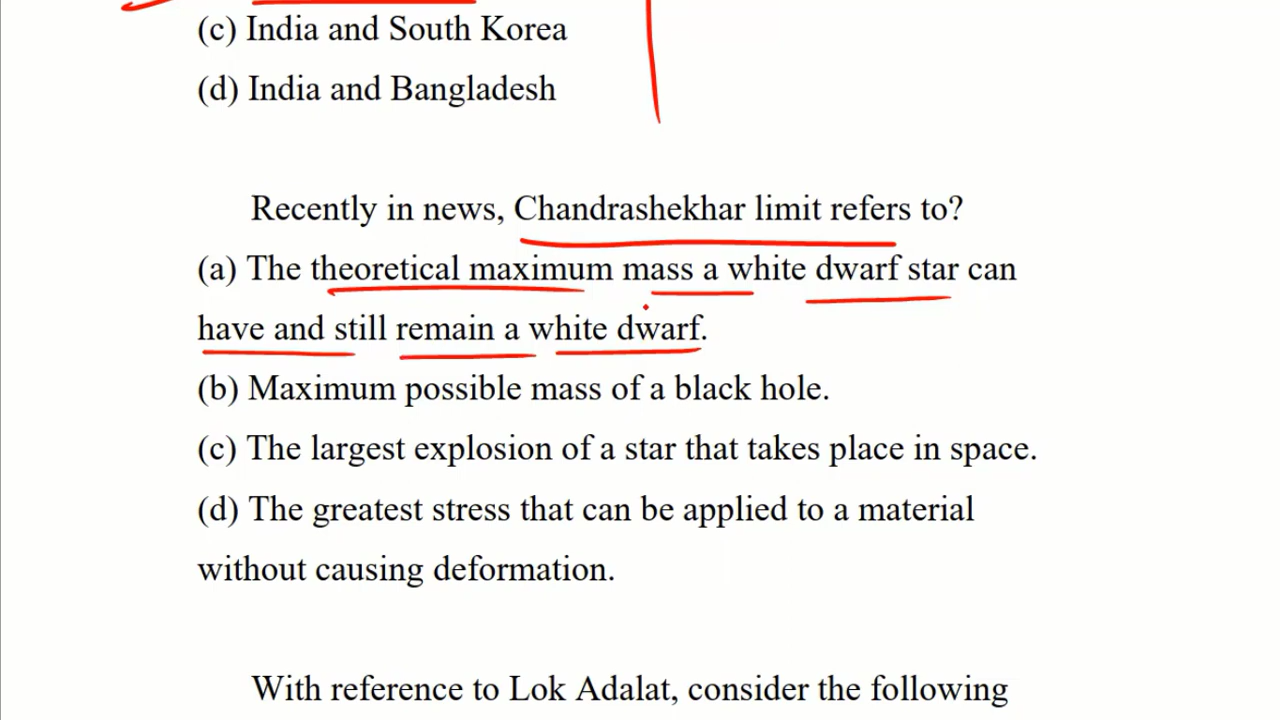 (c) India and South Korea
(d) India and Bangladesh
Recently in news, Chandrashekhar limit refers to?
(a) The theoretical maximum mass a white dwarf star can
have and still remain a white dwarf.
(b) Maximum possible mass of a black hole.
(c) The largest explosion of a star that takes place in space.
(d) The greatest stress that can be applied to a material
without causing deformation.
With reference to Lok Adalat, consider the following